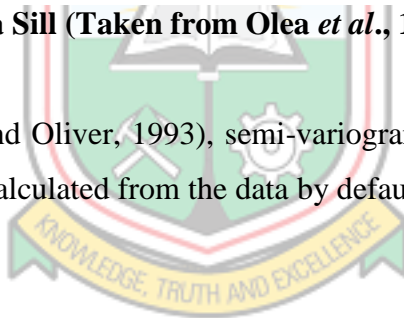 a Sill (Taken from Olea et al., 1
nd Oliver, 1993), semi-variogram
alculated from the data by defau
KNOWLEDGE, TRUTH AND EXCELLENCE